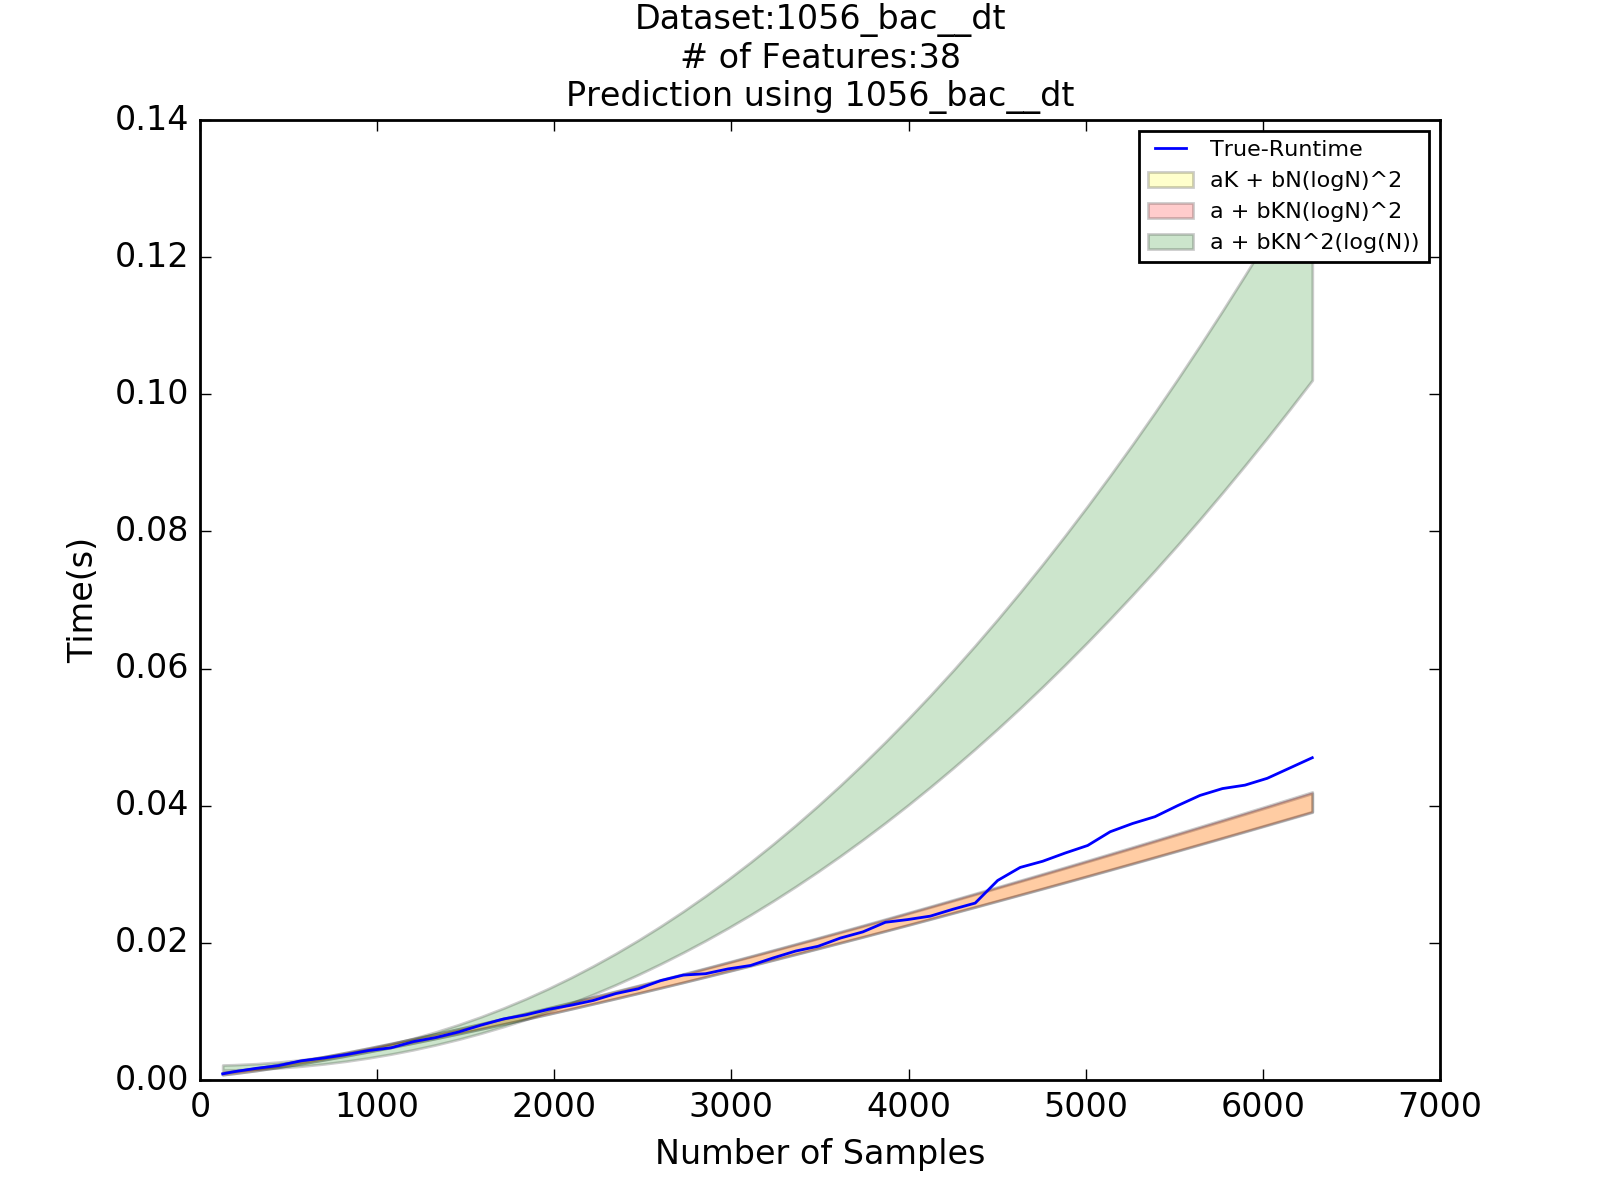 Dataset:1056_bac__dt
# of Features:38
Prediction using 1056_bac__dt
0.14
0.12
0.10
0.08
0.06
0.04
0.02
0.00
Time(s)
True-Runtime
aK + bN(logN)^2
a + bKN(logN)^2
a + bKN^2(log(N))
0 1000 2000 3000 4000 5000 6000 7000
Number of Samples